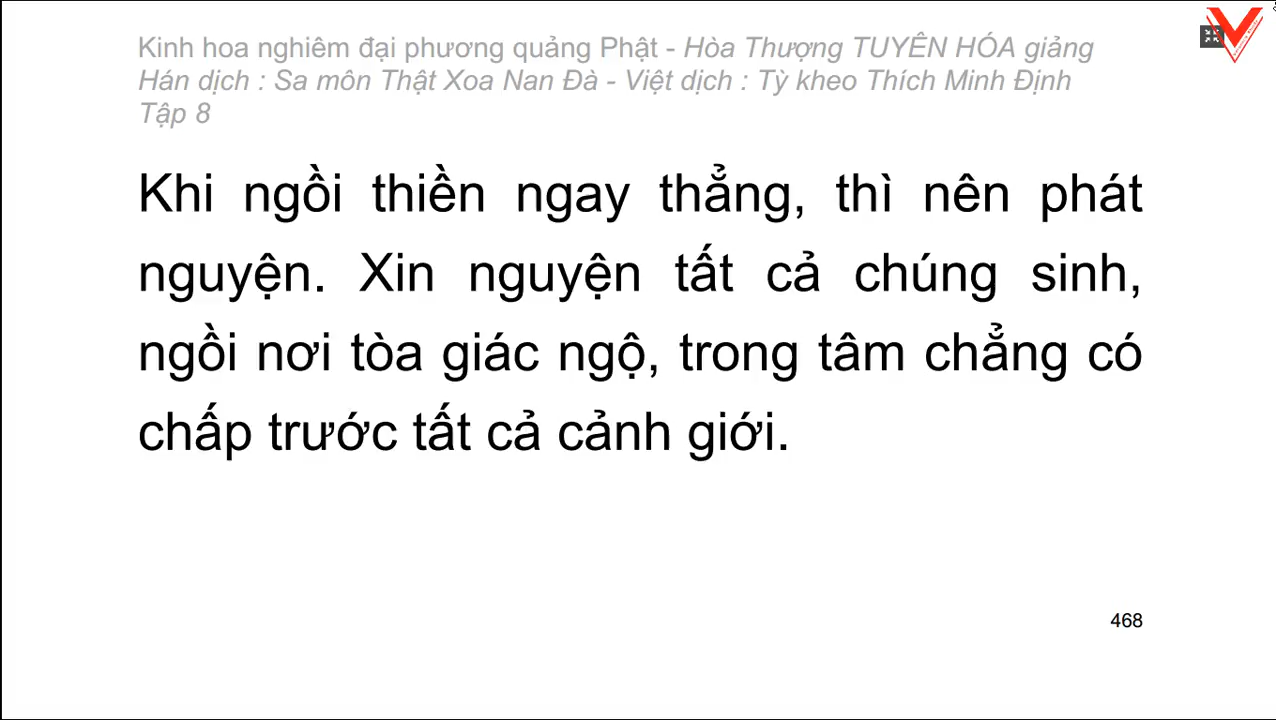 Kinh hoa nghiêm đại phương quảng Phật - Hòa Thượng TUYÊN HÓA giảng
Hán dịch : Sa môn Thật Xoa Nan Đà - Việt dịch : Tỳ kheo Thích Minh Định
Tập 8
Khi ngồi thiền ngay thẳng, thì nên phát
nguyện. Xin nguyện tất cả chúng sinh,
ngồi nơi tòa giác ngộ, trong tâm chẳng có
chấp trước tất cả cảnh giới.
468